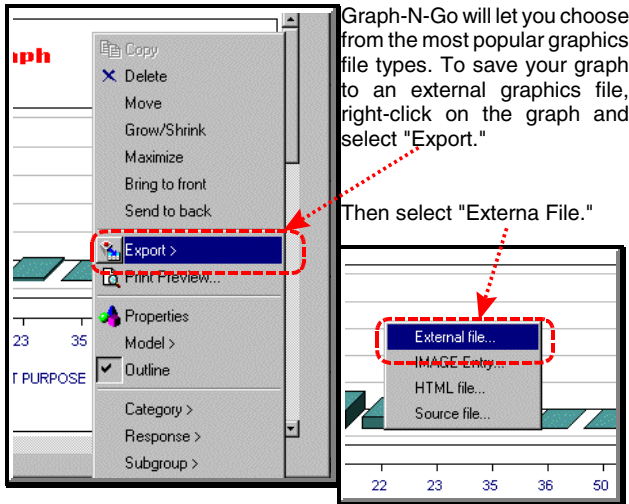 Graph-N-Go will let you choose
from the most popular graphics
file types. To save your graph
to an external graphics file,
right-click on the graph and
select "Export."
Then select "Externa File."
aph
Copy
Delete
Move
Grow/Shrink
Maximize
Bring to front
Send to back
Export >
Print Preview...
Properties
Model >
Outline
Category >
Response >
Subgroup >
23 35
T PURPOSE
External file...
IMAGE Entry...
HTML file...
Source file...
22 23 35 36 50